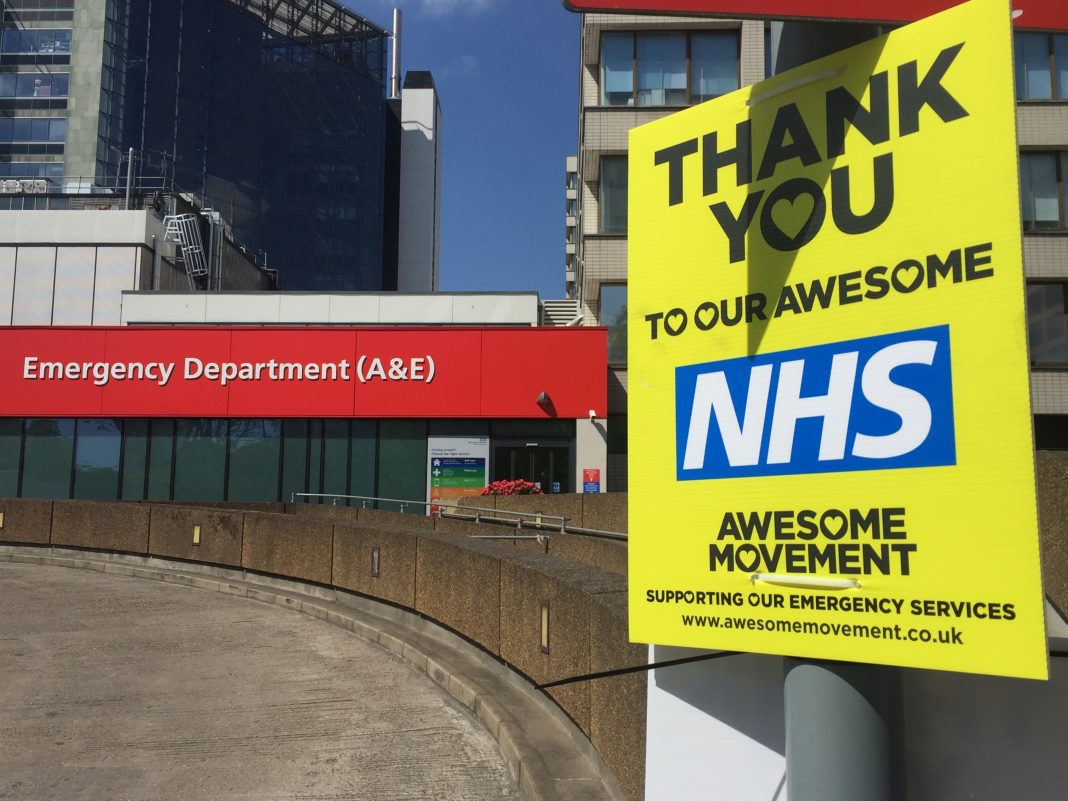 Emergency Department (A&E)
THANK
YOU
TO OUR AWESOME
NHS
AWESOME
MOVEMENT
SUPPORTING OUR EMERGENCY SERVICES
www.awesomemovement.co.uk